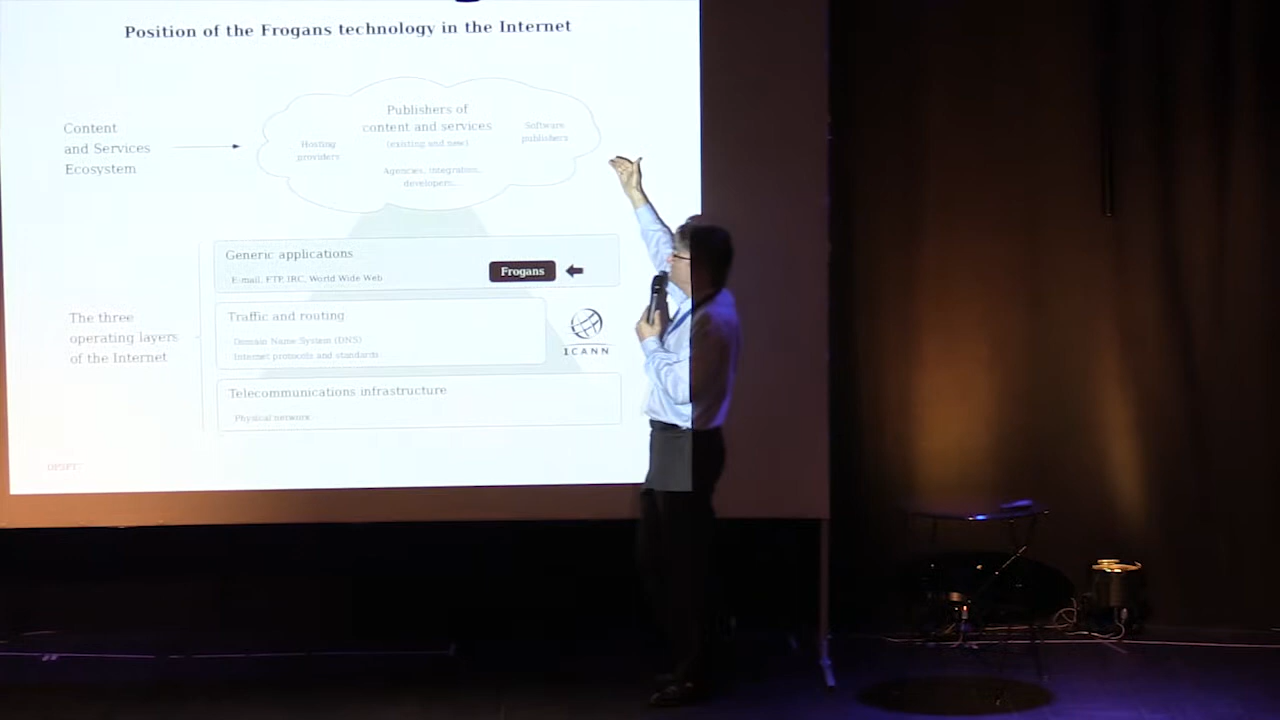 Position of the Frogans technology in the Internet
Content
and Services
Ecosystem
Publishers of
content and services
(existing and new)
Hosting
providers
Software
publishers
Agencies, integration,
developers,...
The three
operating layers
of the Internet
Generic applications
E-mail, FTP, IRC, World Wide Web
Frogans
Traffic and routing
Domain Name System (DNS)
Internet protocols and standards
ICANN
Telecommunications infrastructure
Physical network
OP3FT